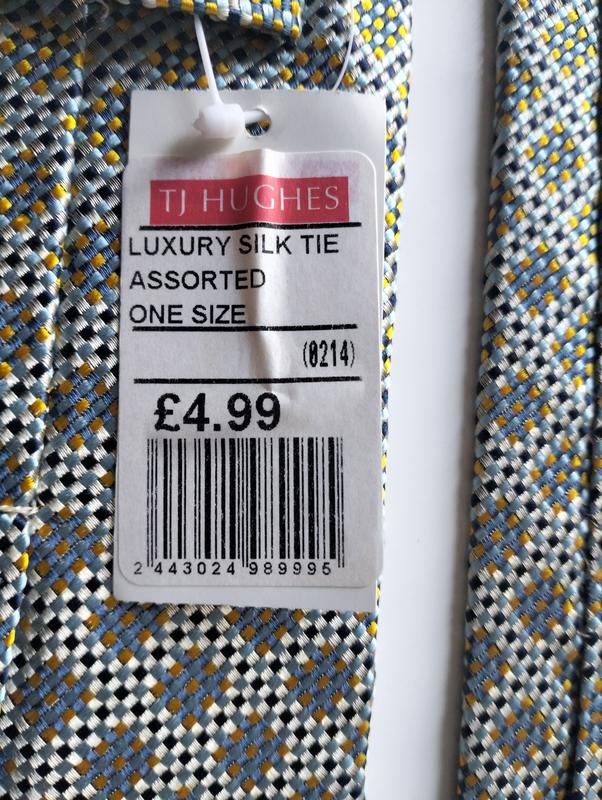 TJ HUGHES
LUXURY SILK TIE
ASSORTED
ONE SIZE
(0214)
£4.99
2 443024 989995